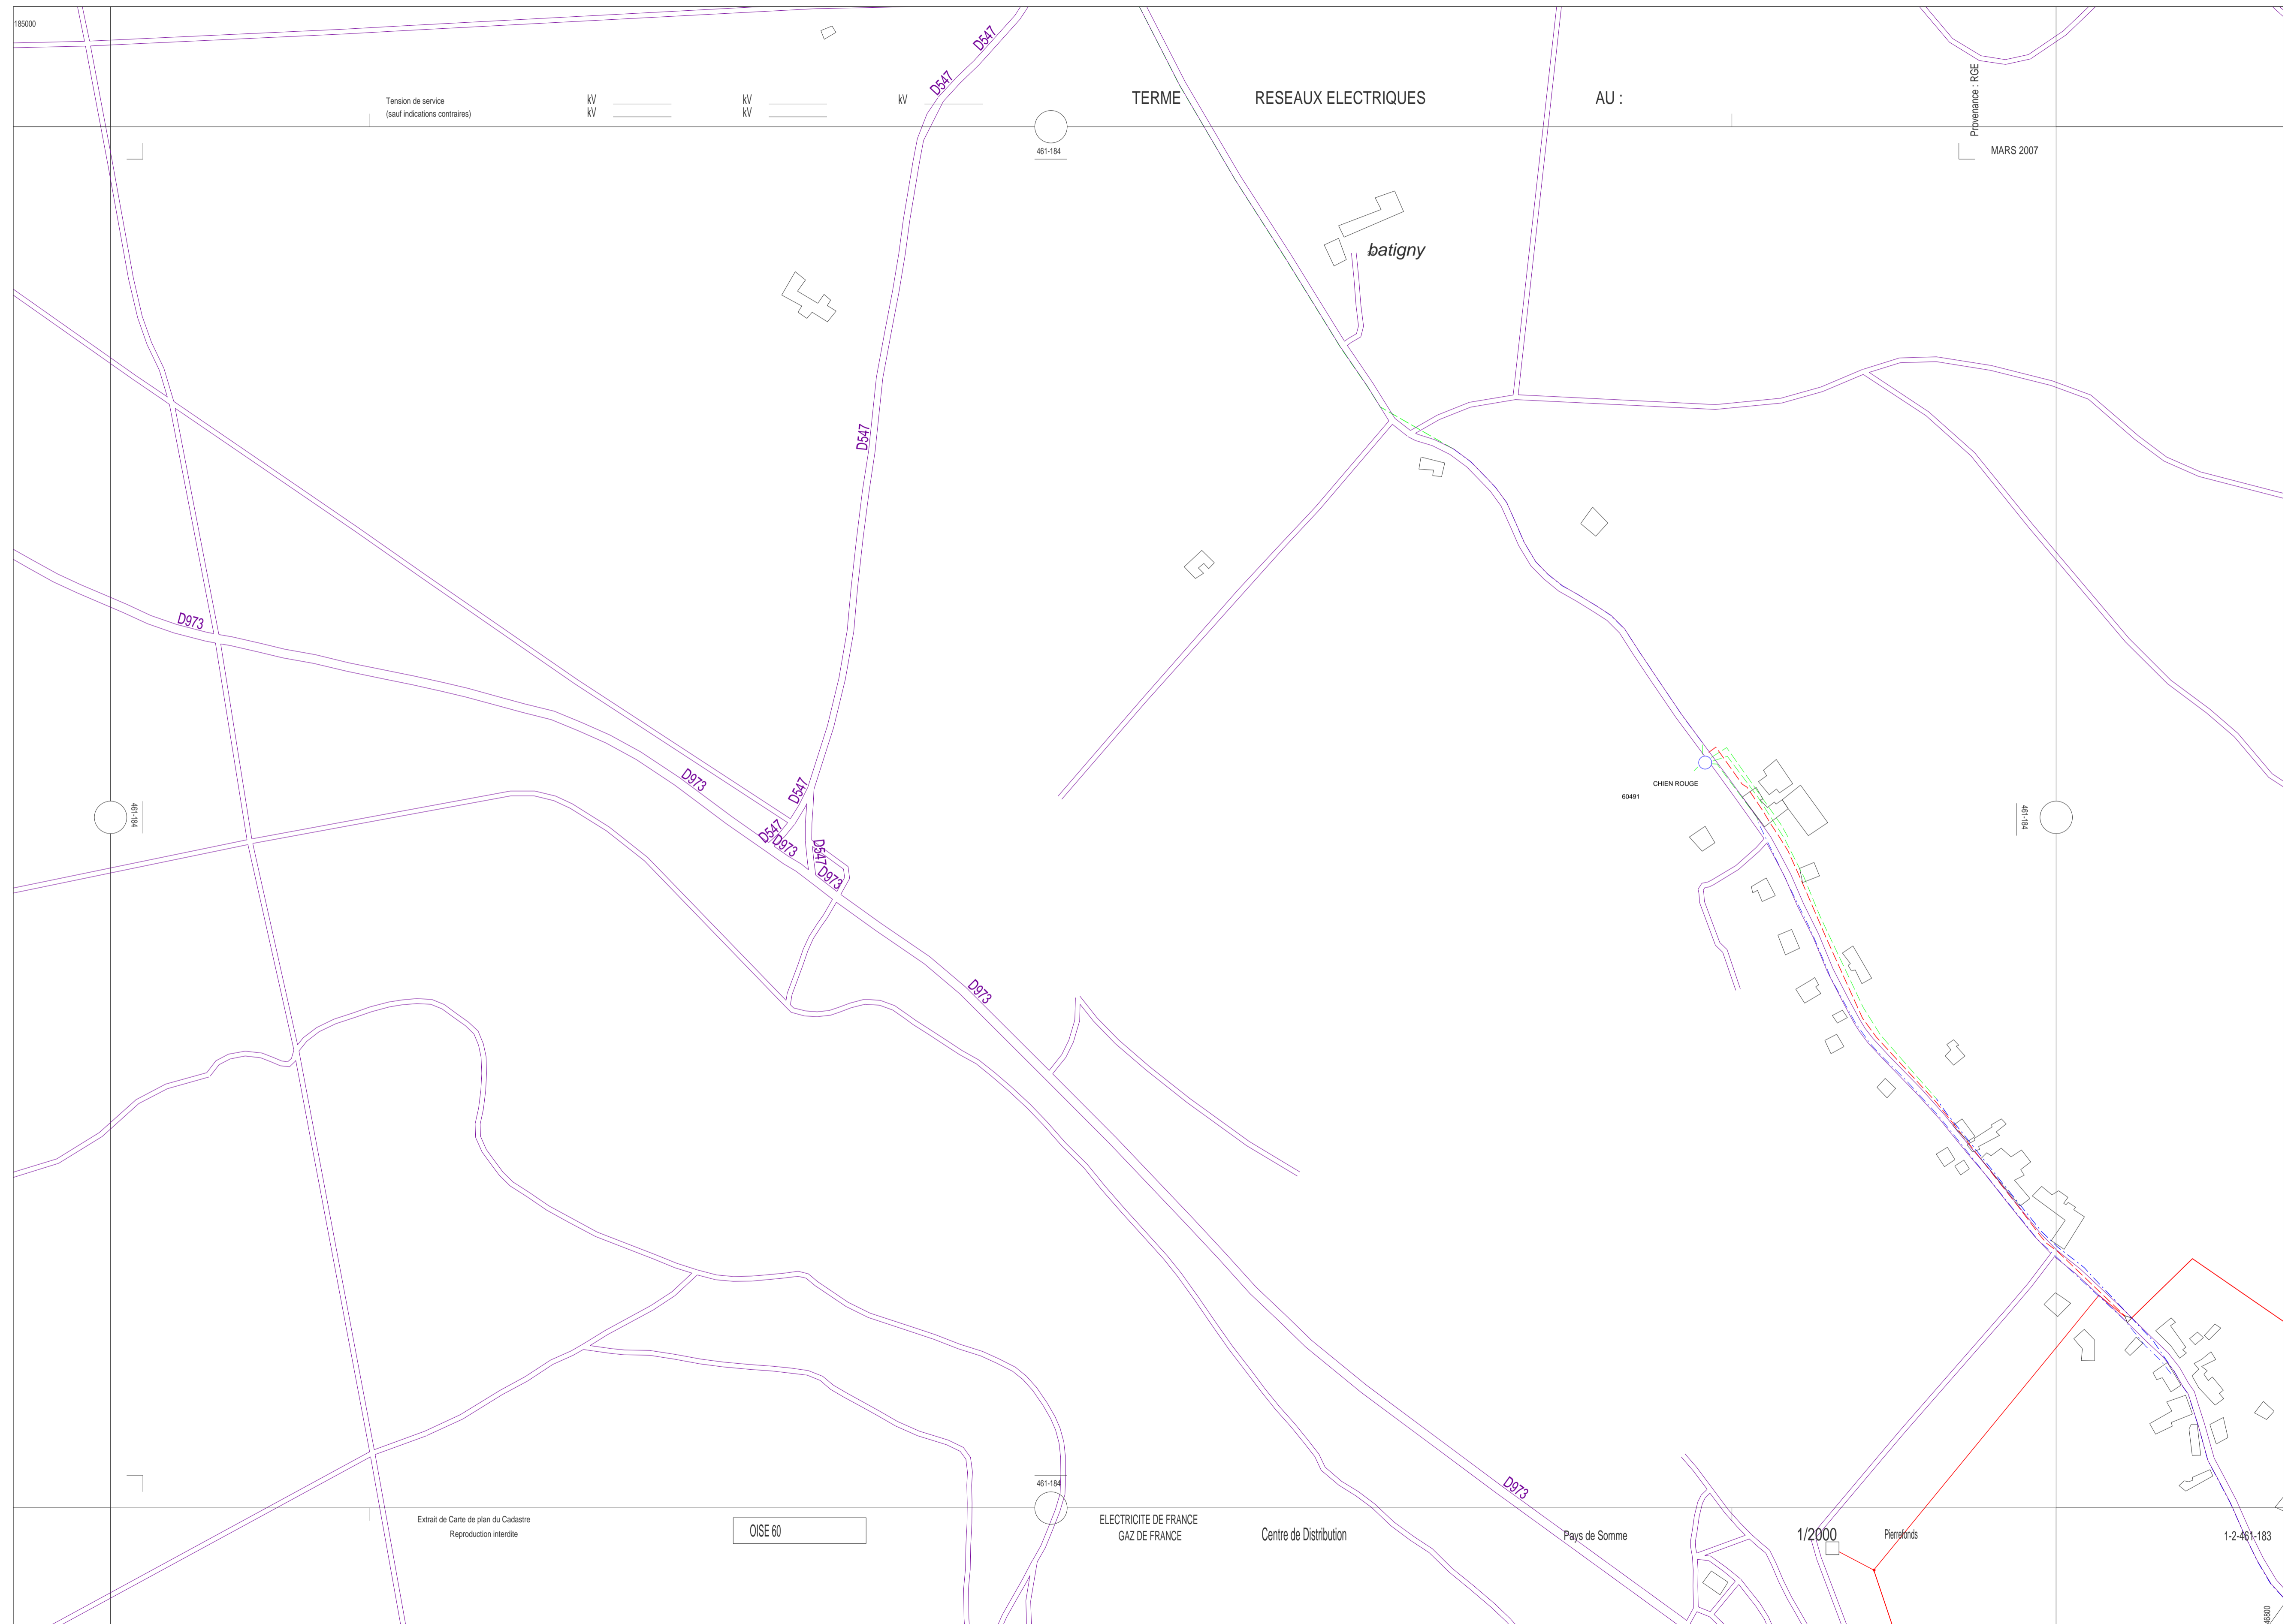 185000
D547
D547
Provenance : RGE
Tension de service kV kV kV
(sauf indications contraires) kV kV
TERME RESEAUX ELECTRIQUES AU :
461-184
MARS 2007
batigny
D547
D973
D973
D547
CHIEN ROUGE
60491
461-184
461-184
D547
D973
D547
D973
D973
461-184
D973
Extrait de Carte de plan du Cadastre
Reproduction interdite
OISE 60
ELECTRICITE DE FRANCE
GAZ DE FRANCE
Centre de Distribution
Pays de Somme
1/2000
Pierrefonds
1-2-461-183